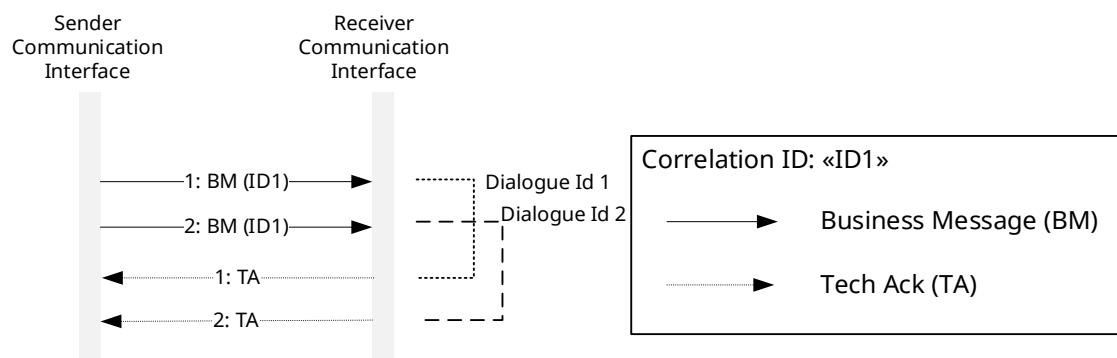 Sender
Communication
Interface
Receiver
Communication
Interface
1: BM (ID1)
Dialogue Id 1
2: BM (ID1)
Dialogue Id 2
1: TA
2: TA
Correlation ID: «ID1»
Business Message (BM)
Tech Ack (TA)